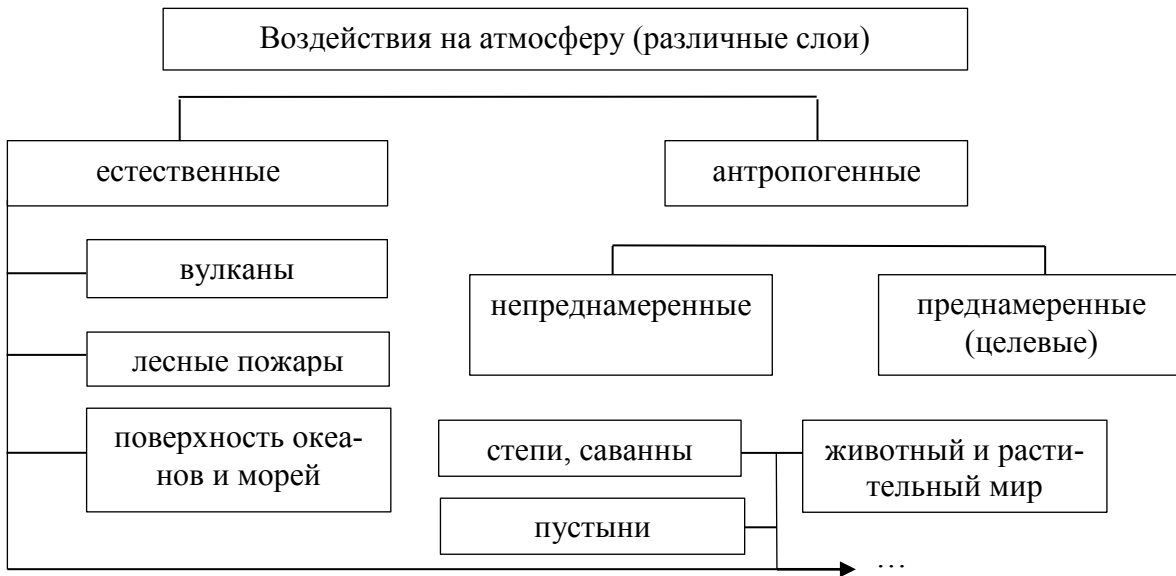 Воздействия на атмосферу (различные слои)
естественные
антропогенные
вулканы
непреднамеренные
преднамеренные
(целевые)
лесные пожары
поверхность океа-
нов и морей
степи, саванны
животный и расти-
тельный мир
пустыни
…